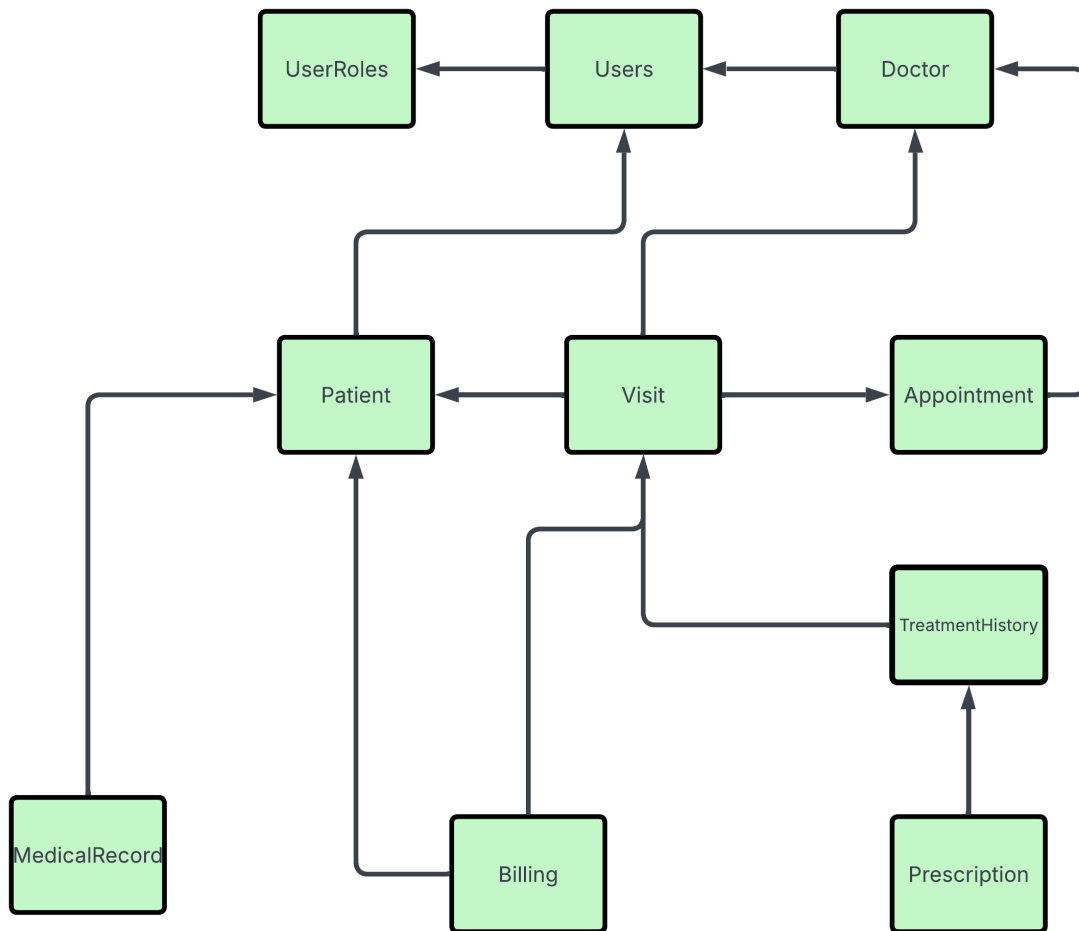 UserRoles
Users
Doctor
Patient
Visit
Appointment
TreatmentHistory
MedicalRecord
Billing
Prescription